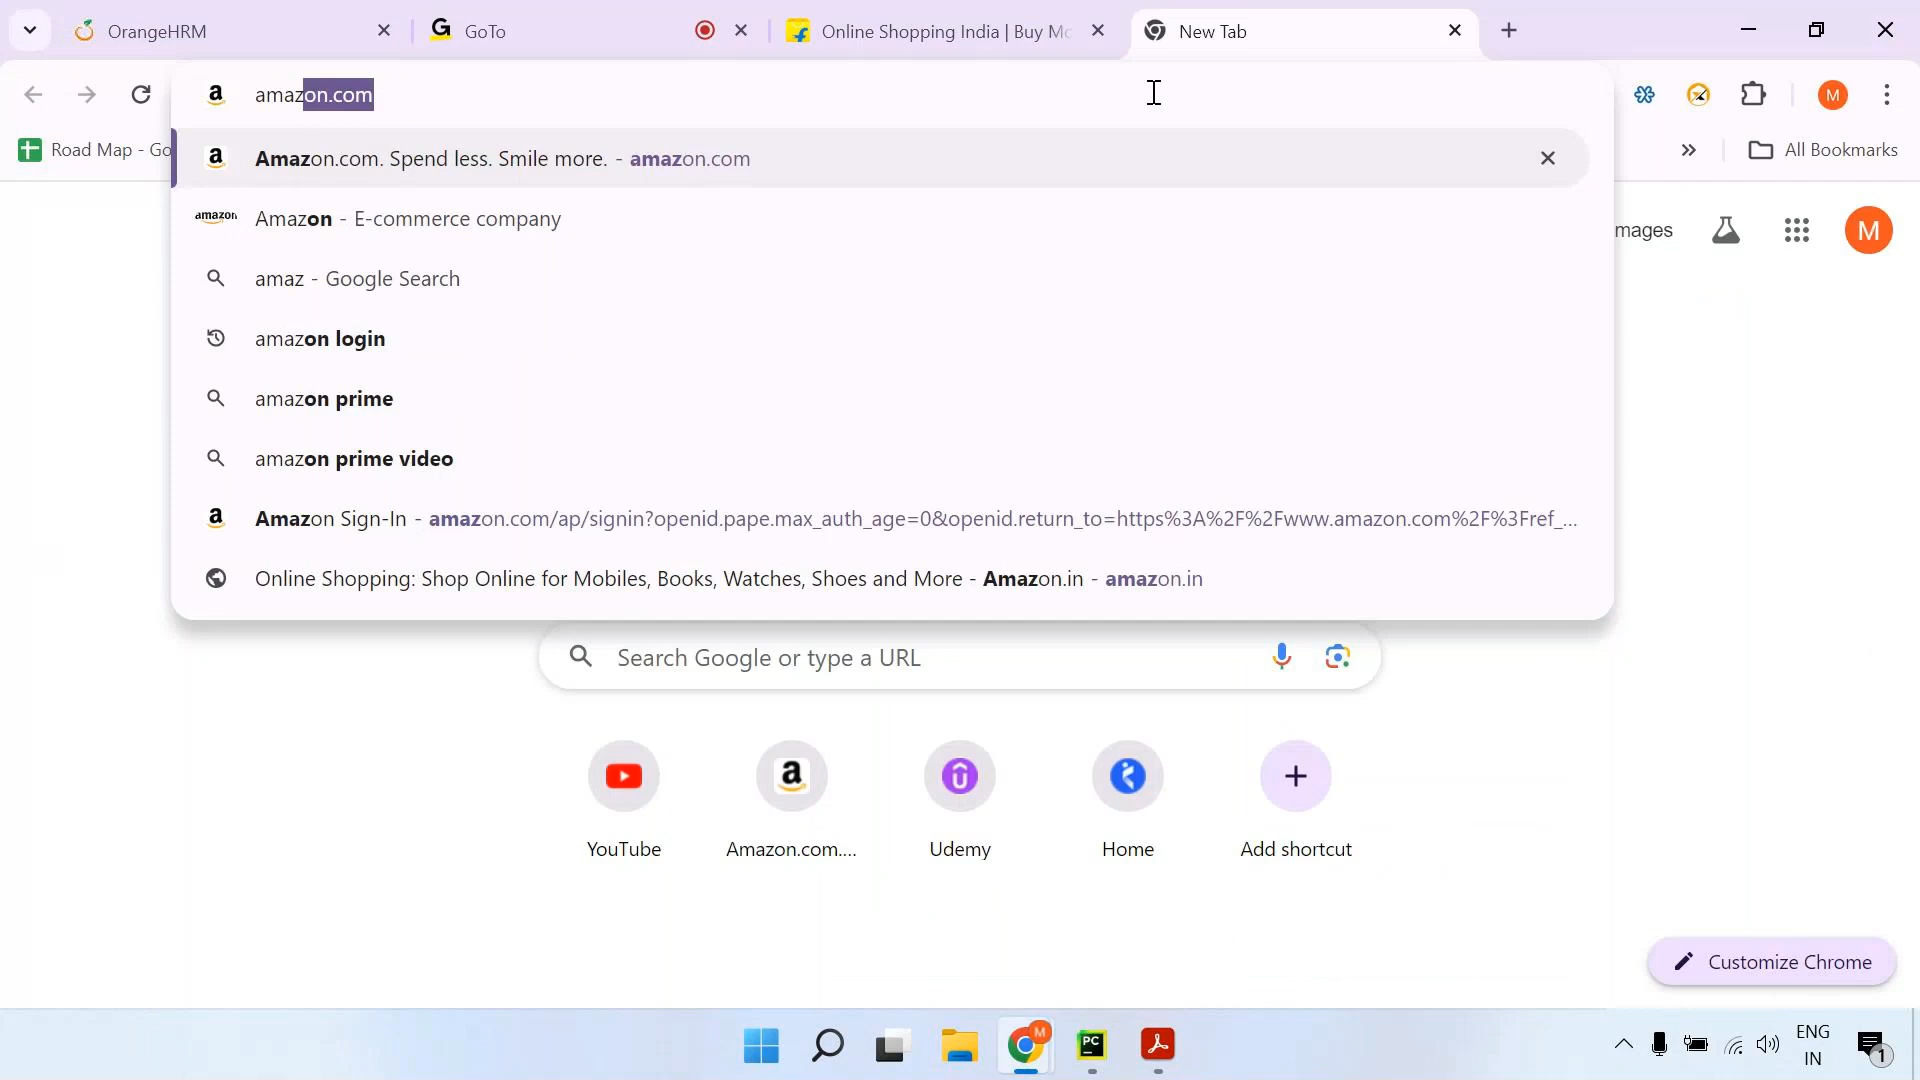 OrangeHRM
GoTo
Online Shopping India | Buy Mo
New Tab
amazon.com
M
Road Map - Go
All Bookmarks
Amazon.com. Spend less. Smile more. - amazon.com
amazon Amazon - E-commerce company
mages
M
amaz - Google Search
amazon login
amazon prime
amazon prime video
Amazon Sign-In - amazon.com/ap/signin?openid.pape.max_auth_age=0&openid.return_to=https%3A%2F%2Fwww.amazon.com%2F%3Fref_...
Online Shopping: Shop Online for Mobiles, Books, Watches, Shoes and More - Amazon.in - amazon.in
Search Google or type a URL
YouTube
Amazon.com....
Udemy
Home
Add shortcut
Customize Chrome
M
PC
ENG
IN
1